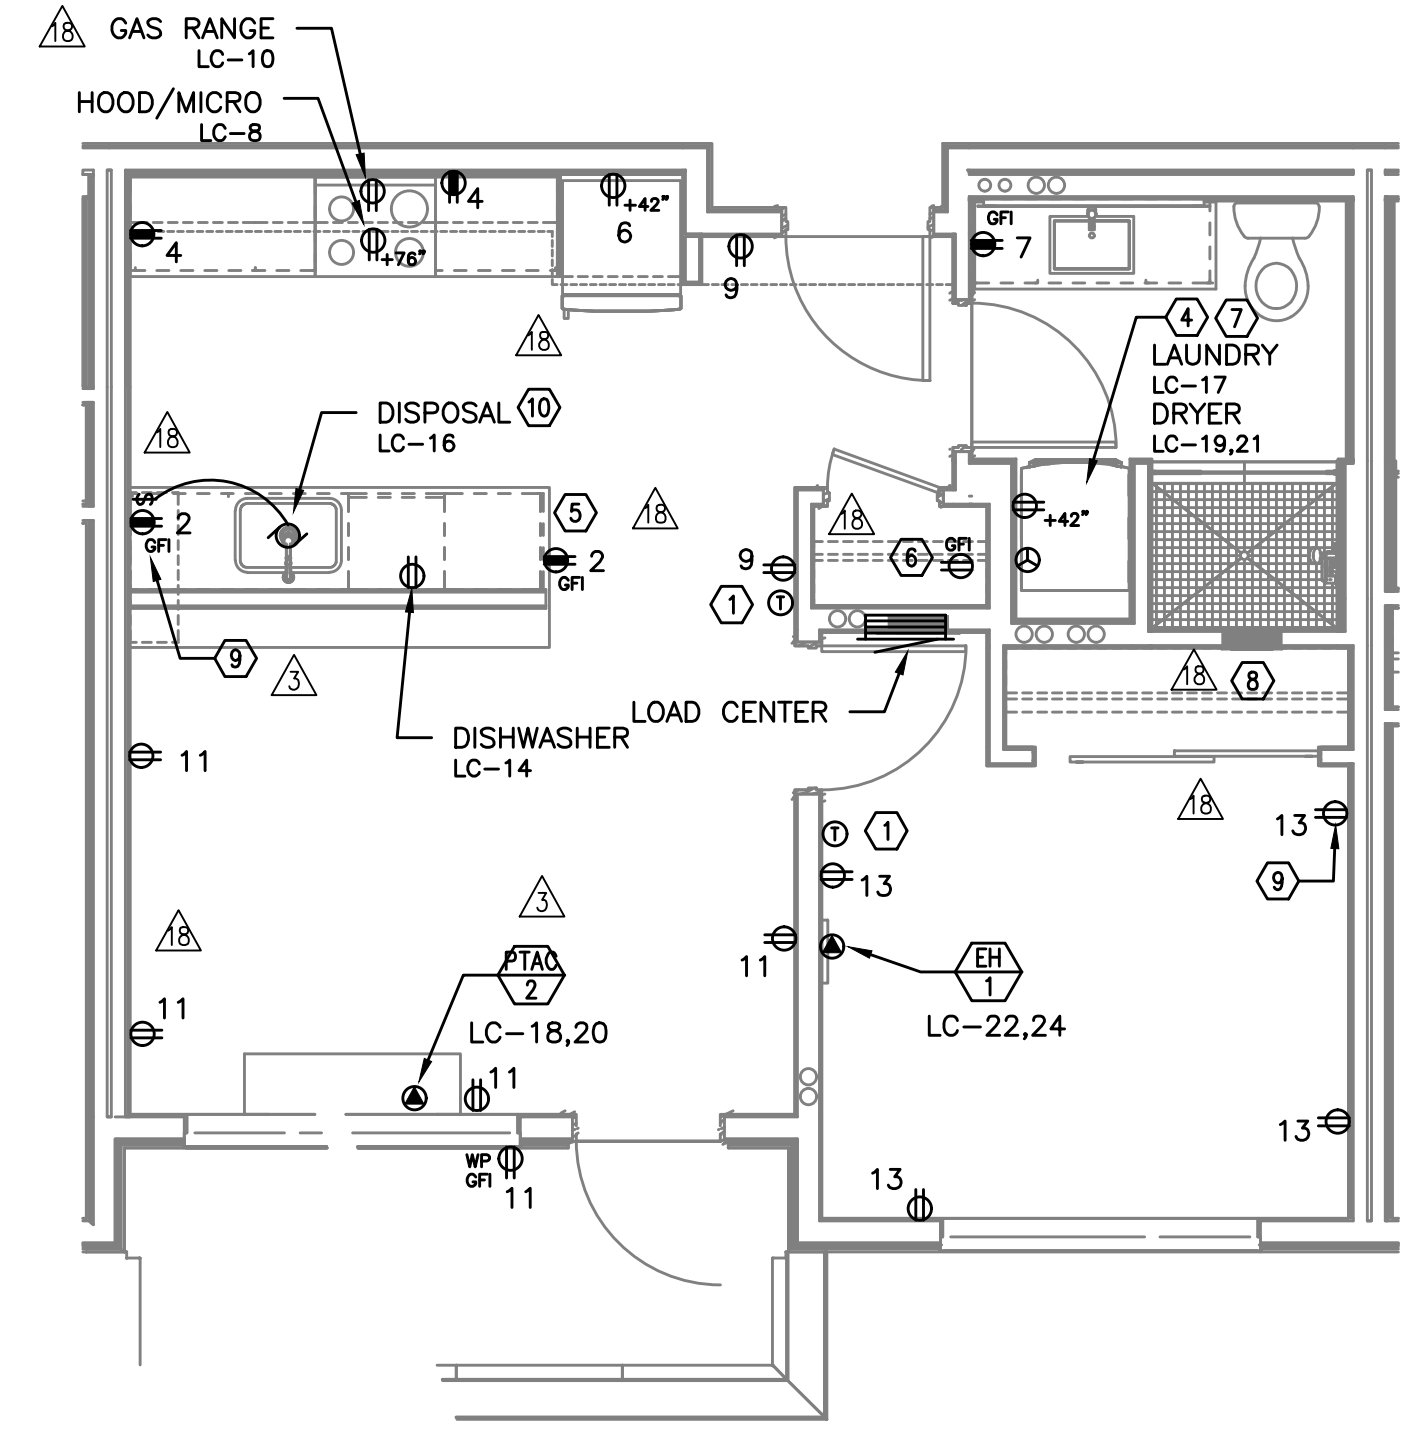 18 GAS RANGE
LC-10
HOOD/MICRO
LC-8
4
4
+76"
+42"
6
9
GFI
7
18
4
7
LAUNDRY
LC-17
DRYER
LC-19,21
18
DISPOSAL 10
LC-16
S
2
GFI
5
2
GFI
18
18
6
GFI
+42"
9
1
T
9
3
LOAD CENTER
18
8
DISHWASHER
LC-14
11
18
13
T
1
9
13
3
18
11
PTAC
2
EH
1
11
LC-18,20
LC-22,24
11
13
WP
GFI
11
13